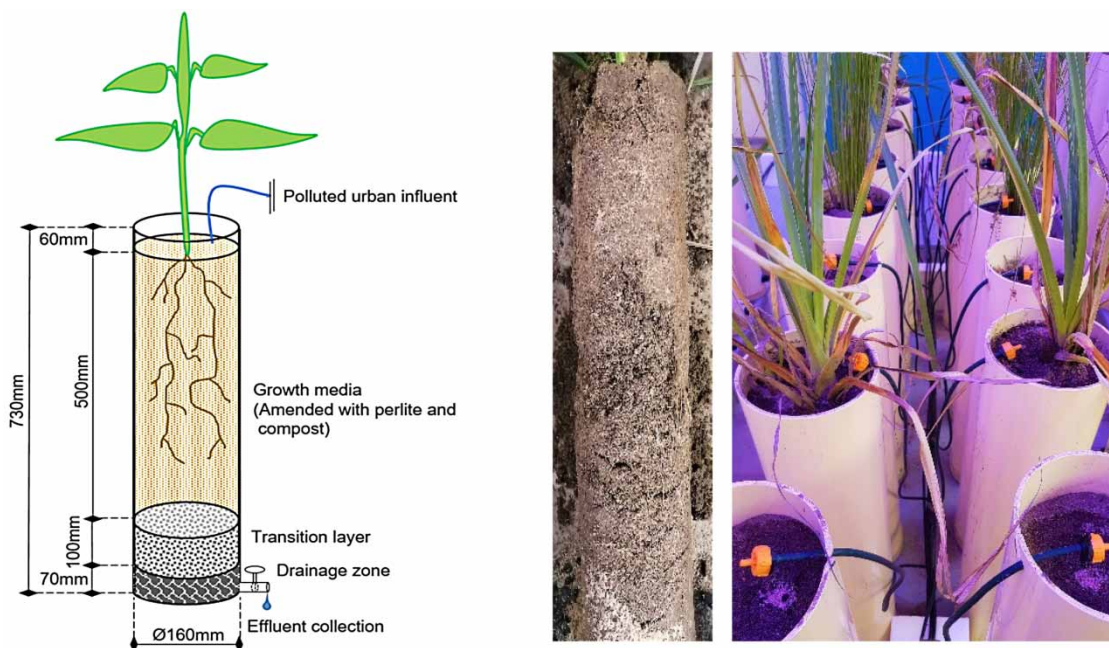 Polluted urban influent
60mm
730mm
500mm
Growth media
(Amended with perlite and
compost)
100mm
Transition layer
70mm
Drainage zone
Effluent collection
Ø160mm